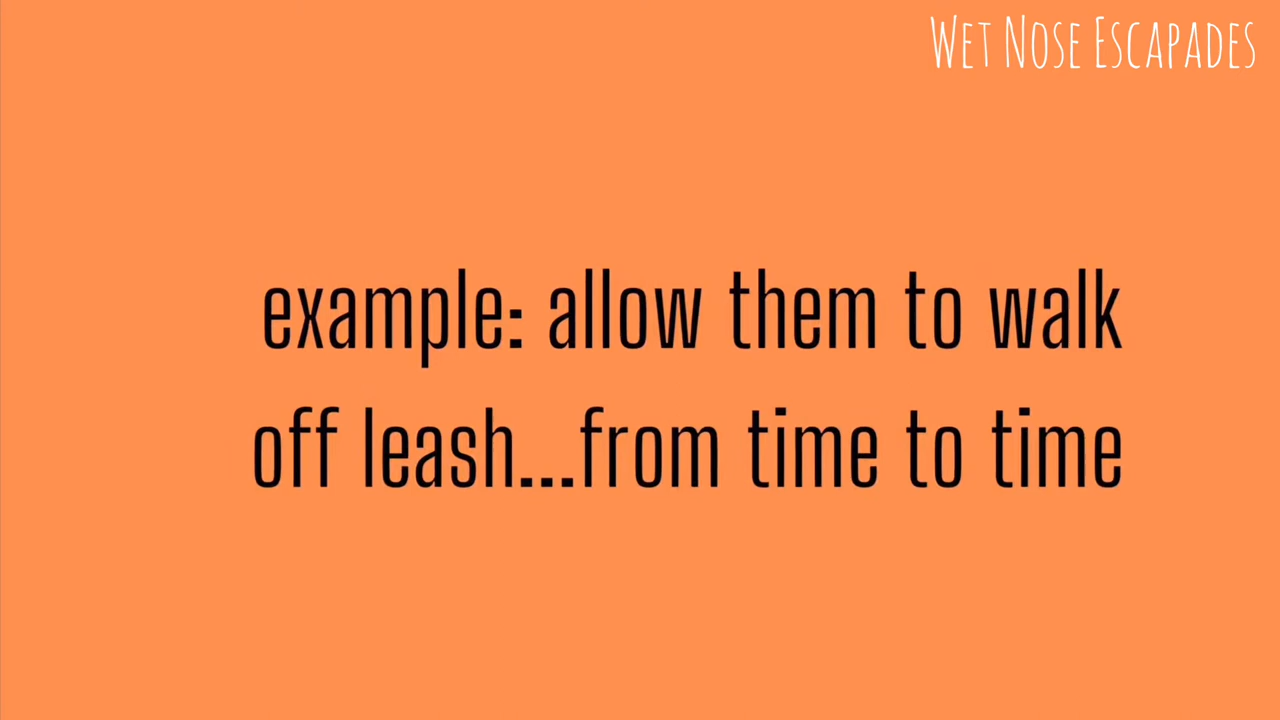 Wet Nose Escapades
example: allow them to walk
off leash...from time to time